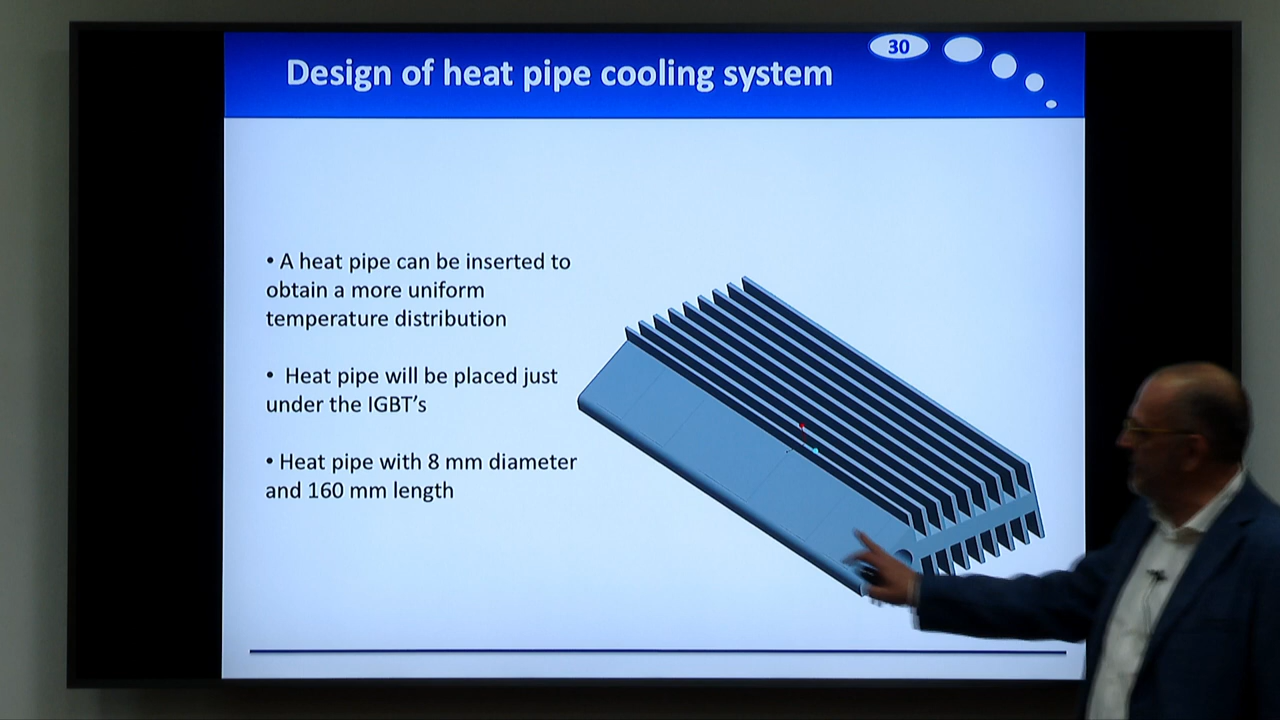 30
Design of heat pipe cooling system
• A heat pipe can be inserted to
obtain a more uniform
temperature distribution
• Heat pipe will be placed just
under the IGBT's
• Heat pipe with 8 mm diameter
and 160 mm length